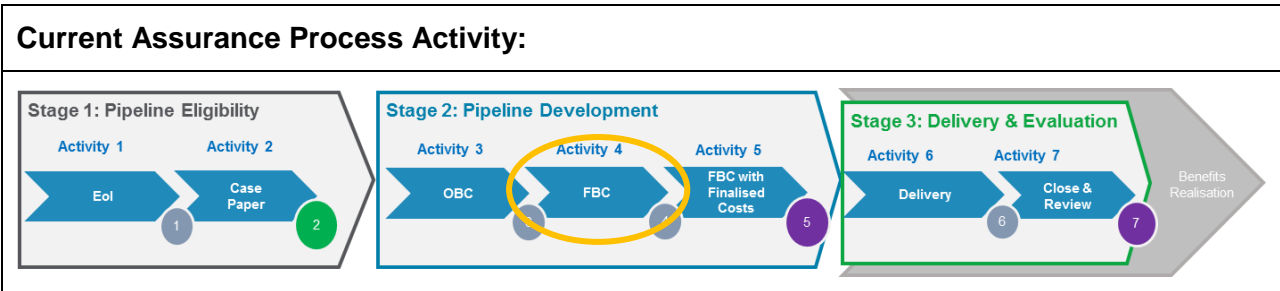 Current Assurance Process Activity:
Stage 1: Pipeline Eligibility
Activity 1
Activity 2
EoI
Case
Paper
1
2
Stage 2: Pipeline Development
Activity 3
Activity 4
Activity 5
OBC
FBC
FBC with
Finalised
Costs
3
4
5
Stage 3: Delivery & Evaluation
Activity 6
Activity 7
Delivery
Close &
Review
6
7
Benefits
Realisation